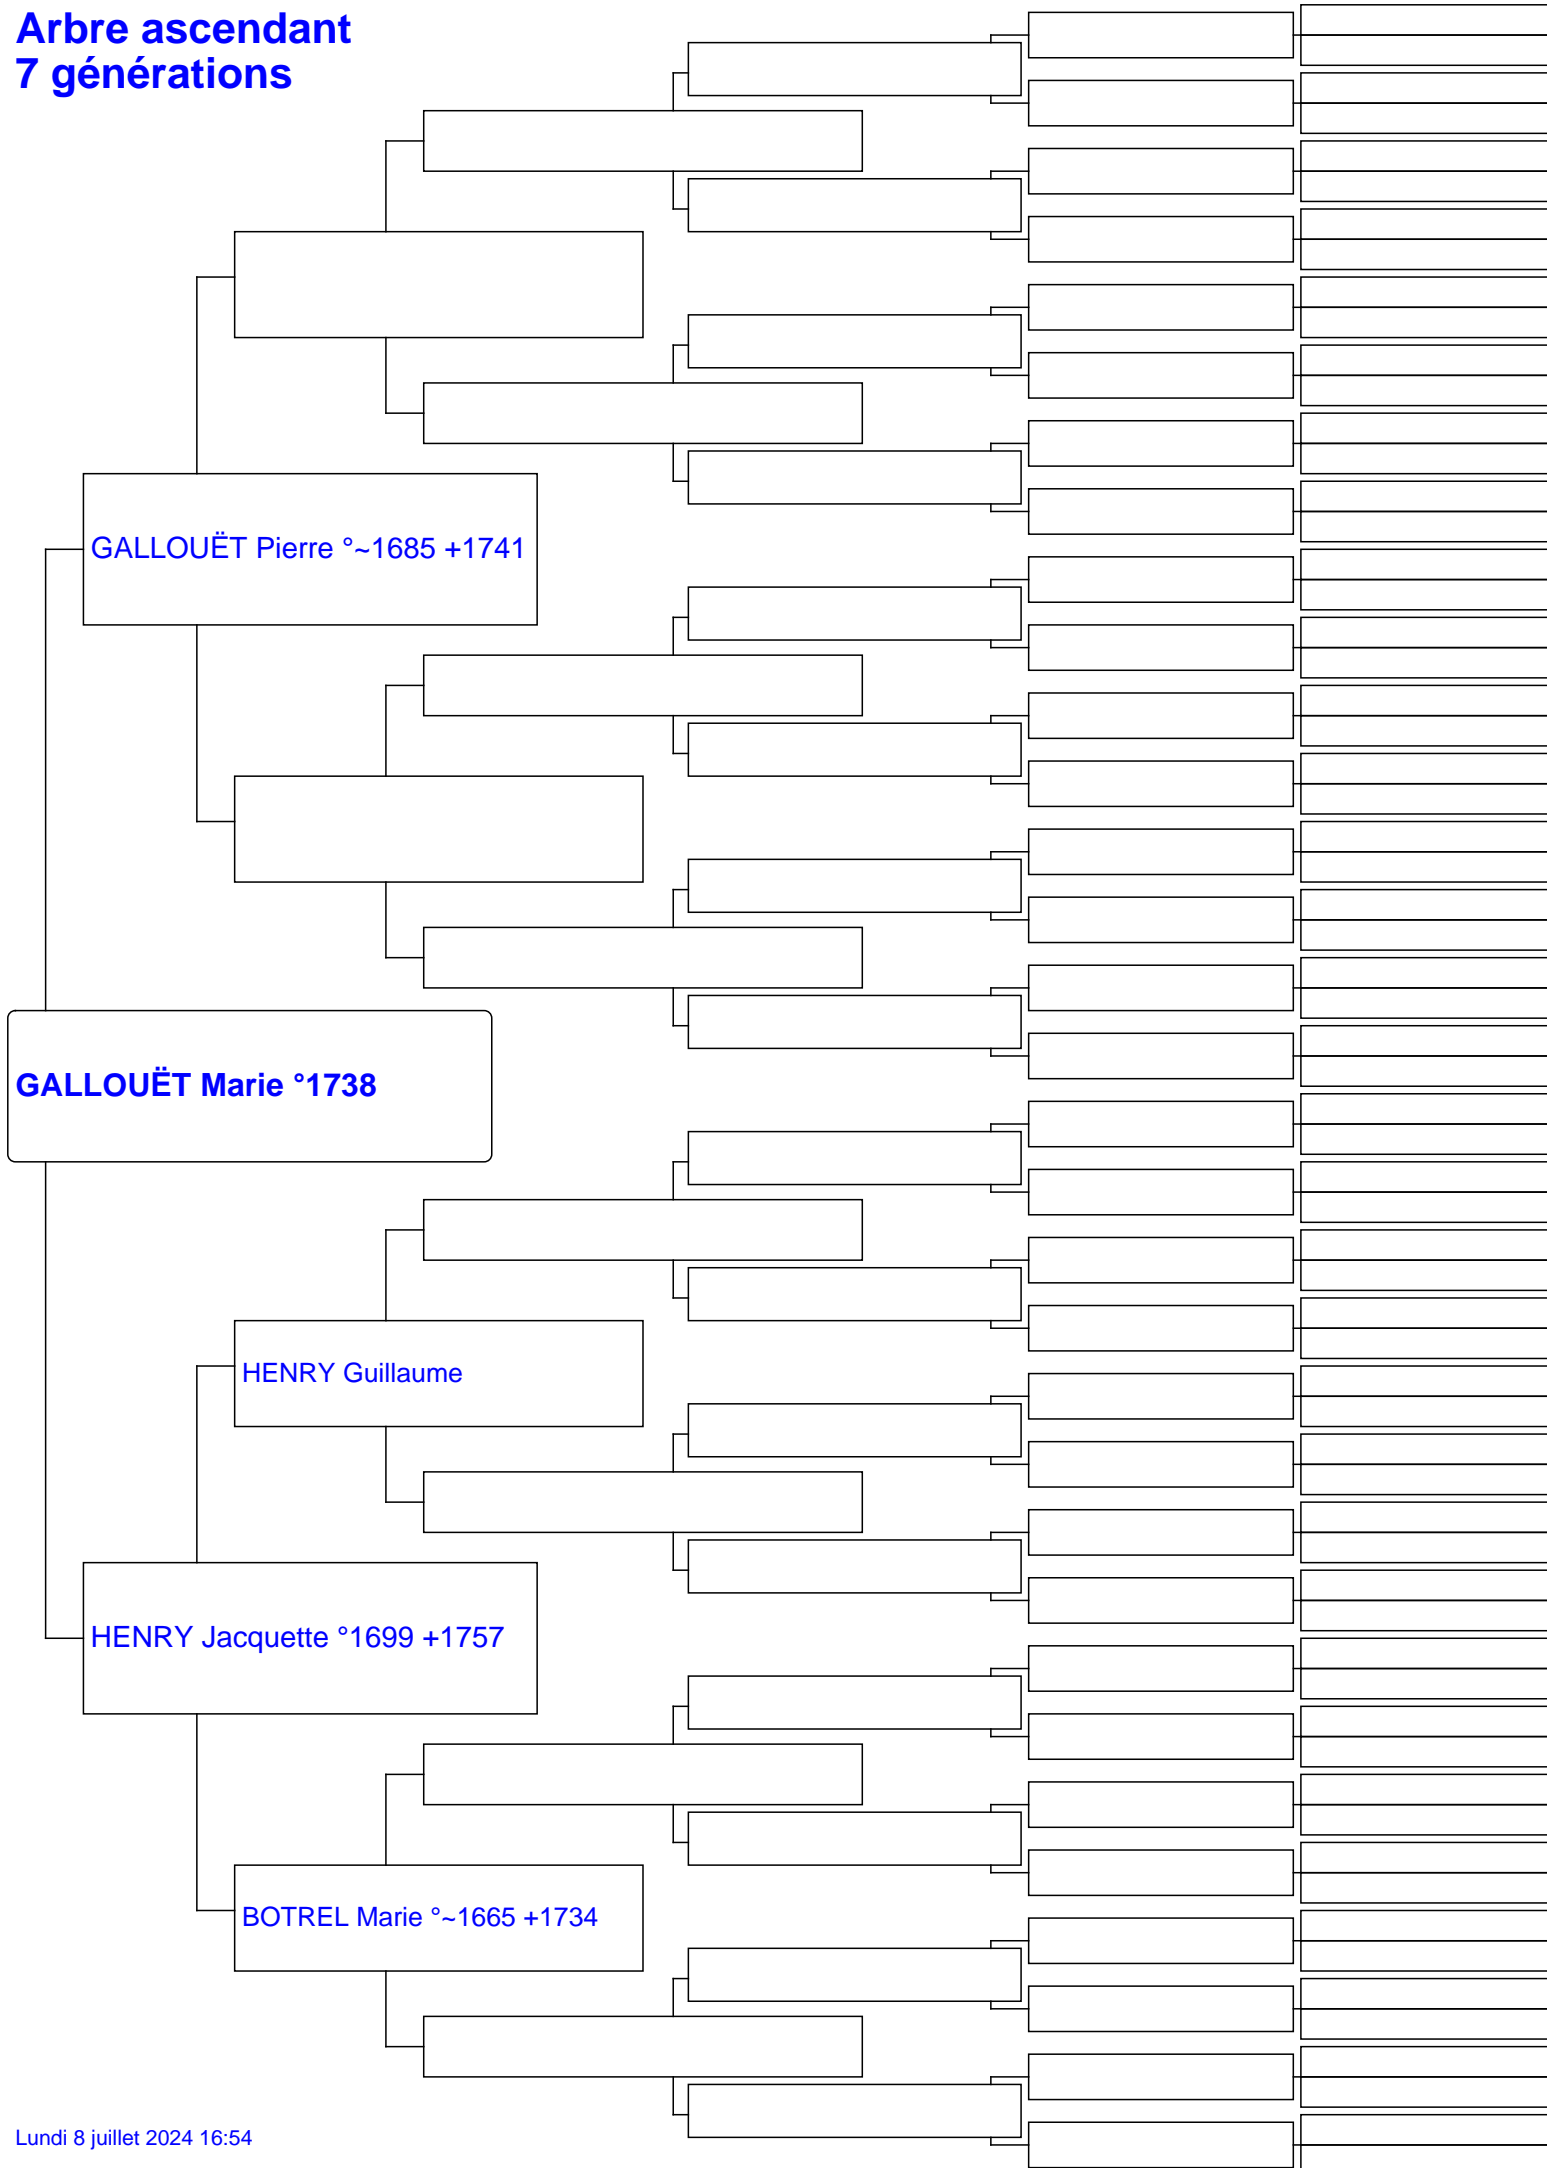 Arbre ascendant
7 générations
GALLOUËT Pierre °~1685 +1741
GALLOUËT Marie °1738
HENRY Guillaume
HENRY Jacquette °1699 +1757
BOTREL Marie °~1665 +1734
Lundi 8 juillet 2024 16:54